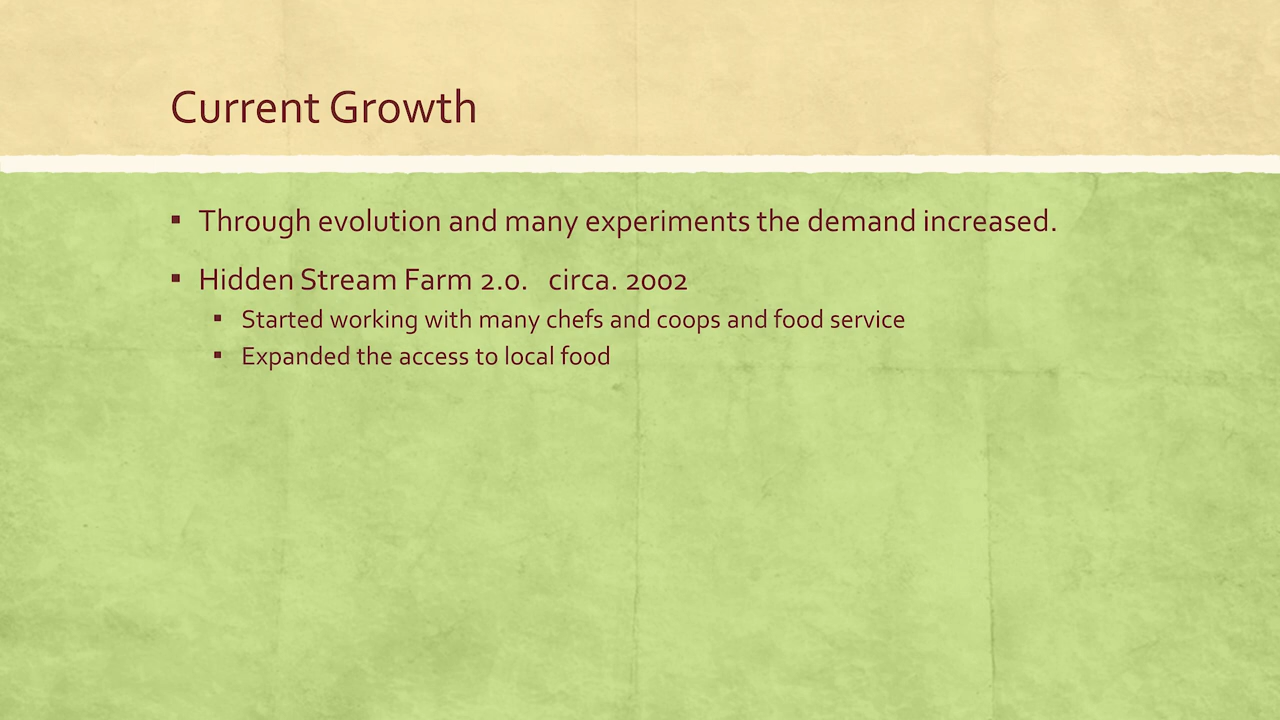 Current Growth
▪ Through evolution and many experiments the demand increased.
▪ Hidden Stream Farm 2.0.   circa. 2002
▪ Started working with many chefs and coops and food service
▪ Expanded the access to local food